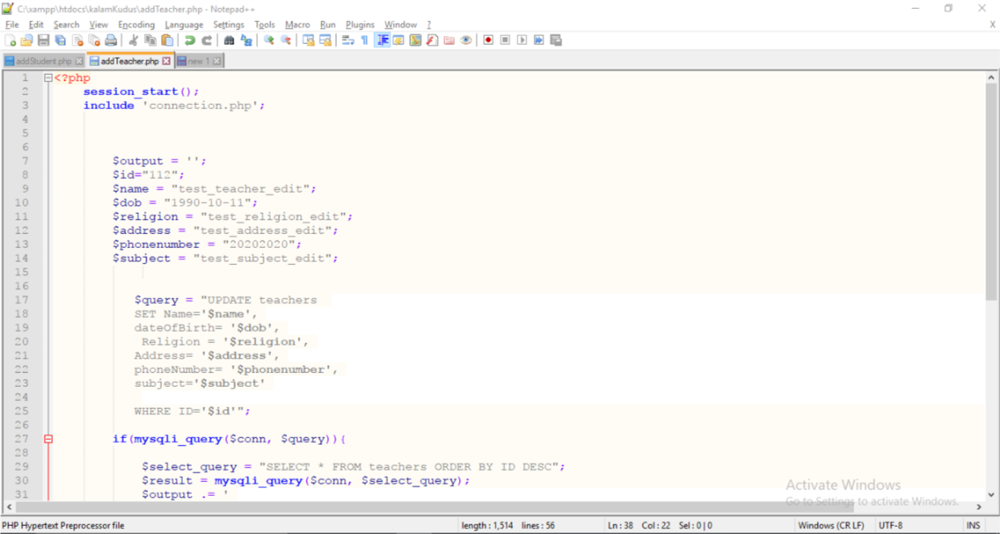 C:\xampp\htdocs\kalamKudus\addTeacher.php - Notepad++
File Edit Search View Encoding Language Settings Tools Macro Run Plugins Window ?
X
addStudent.php addTeacher.php new 1
1 <?php
2 session_start();
3 include 'connection.php';
4
5
6
7 $output = '';
8 $id="112";
9 $name = "test_teacher_edit";
10 $dob = "1990-10-11";
11 $religion = "test_religion_edit";
12 $address = "test_address_edit";
13 $phonenumber = "20202020";
14 $subject = "test_subject_edit";
15
16
17 $query = "UPDATE teachers
18 SET Name='$name',
19 dateOfBirth= '$dob',
20 Religion = '$religion',
21 Address= '$address',
22 phoneNumber= '$phonenumber',
23 subject='$subject'
24
25 WHERE ID='$id'";
26
27 if(mysqli_query($conn, $query)){
28
29 $select_query = "SELECT * FROM teachers ORDER BY ID DESC";
30 $result = mysqli_query($conn, $select_query);
31 $output .= '
Activate Windows
Go to Settings to activate Windows.
PHP Hypertext Preprocessor file length : 1,514 lines : 56 Ln : 38 Col : 22 Sel : 0 | 0 Windows (CR LF) UTF-8 INS